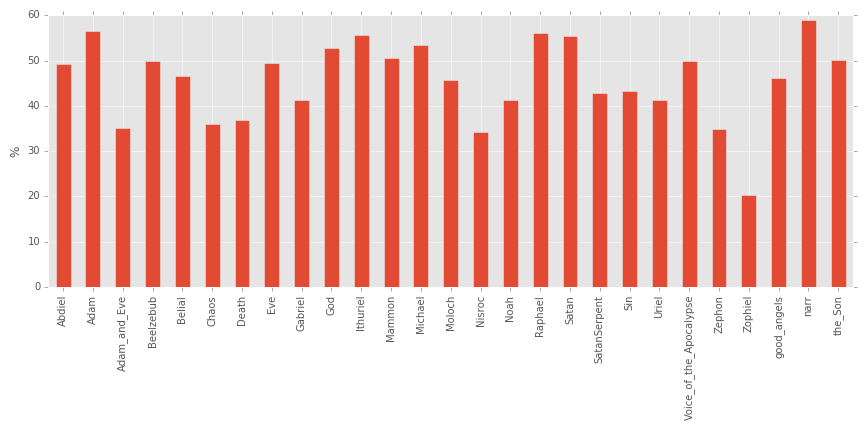 60
50
40
30
20
10
0
%
Abdiel
Adam
Adam_and_Eve
Beelzebub
Belial
Chaos
Death
Eve
Gabriel
God
Ithuriel
Mammon
Michael
Moloch
Nisroc
Noah
Raphael
Satan
SatanSerpent
Sin
Uriel
Voice_of_the_Apocalypse
Zephon
Zophiel
good_angels
narr
the_Son